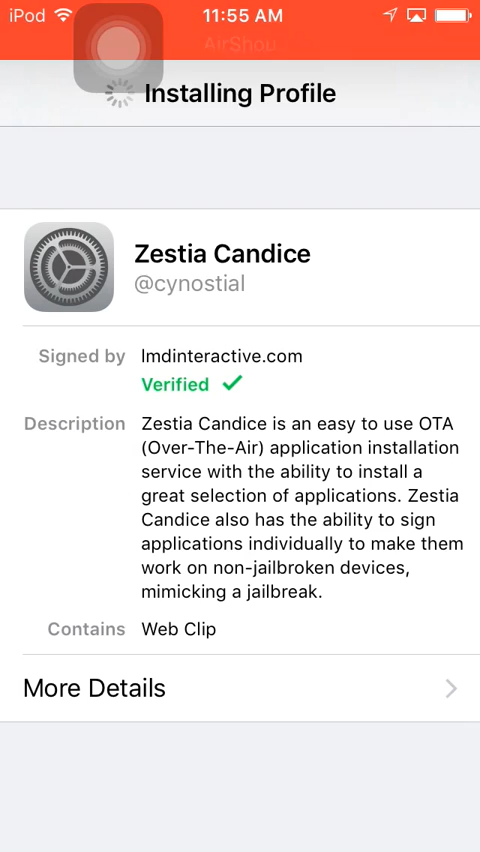 iPod 11:55 AM
AirShou
Installing Profile
Zestia Candice
@cynostial
Signed by lmdinteractive.com
Verified
Description Zestia Candice is an easy to use OTA
(Over-The-Air) application installation
service with the ability to install a
great selection of applications. Zestia
Candice also has the ability to sign
applications individually to make them
work on non-jailbroken devices,
mimicking a jailbreak.
Contains Web Clip
More Details